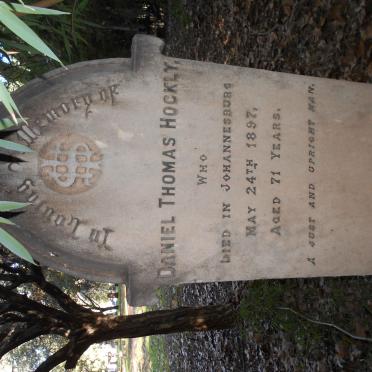 In Loving Memory of
IHS
DANIEL THOMAS HOCKLY,
WHO
DIED IN JOHANNESBURG
MAY 24TH 1897,
AGED 71 YEARS.
A JUST AND UPRIGHT MAN.